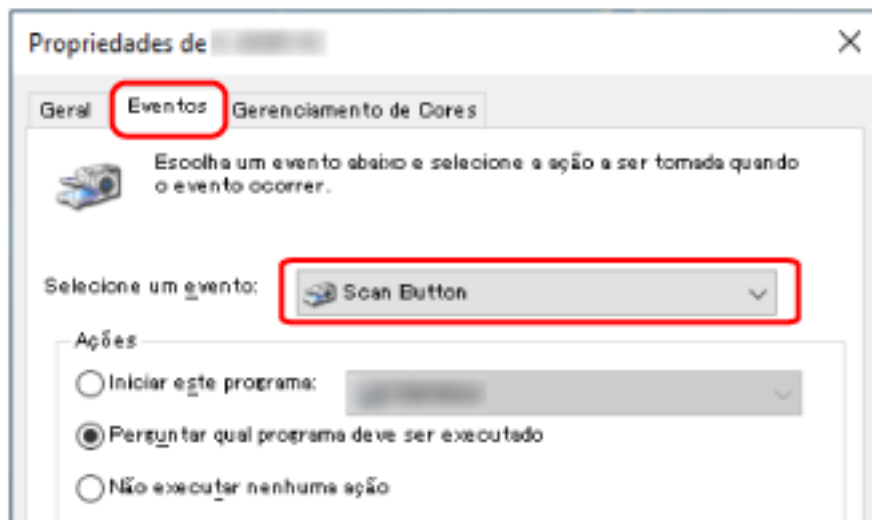 Propriedades de
Geral Eventos Gerenciamento de Cores
Escolha um evento abaixo e selecione a ação a ser tomada quando
o evento ocorrer.
Selecione um evento: Scan Button
Ações
Iniciar este programa:
Perguntar qual programa deve ser executado
Não executar nenhuma ação